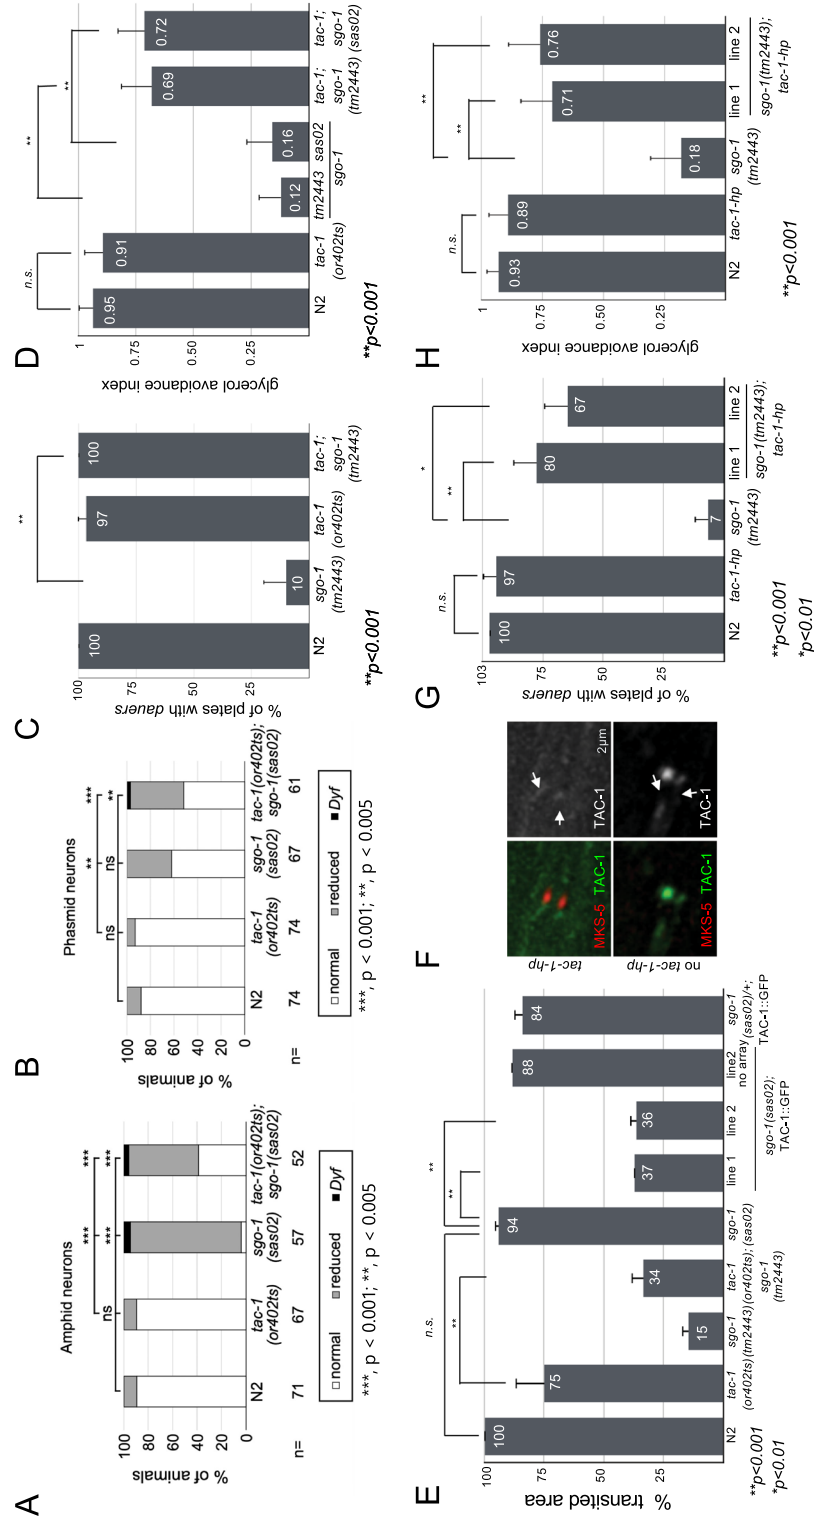 A
Amphid neurons
% of animals
100
80
60
40
20
0
ns
***
***
***
***
N2
tac-1
(or402ts)
sgo-1
(sas02)
tac-1(or402ts);
sgo-1(sas02)
n=
71
67
57
52
normal
reduced
Dyf
***, p < 0.001; **, p < 0.005
B
Phasmid neurons
% of animals
100
80
60
40
20
0
ns
ns
**
**
***
N2
tac-1
(or402ts)
sgo-1
(sas02)
tac-1(or402ts);
sgo-1(sas02)
n=
74
74
67
61
normal
reduced
Dyf
***, p < 0.001; **, p < 0.005
C
% of plates with dauers
100
75
50
25
**
100
10
97
100
N2
sgo-1
(tm2443)
tac-1
(or402ts)
tac-1;
sgo-1
(tm2443)
**p<0.001
D
glycerol avoidance index
1
0.75
0.50
0.25
n.s.
**
**
0.95
0.91
0.12
0.16
0.69
0.72
N2
tac-1
(or402ts)
tm2443
sas02
sgo-1
tac-1;
sgo-1
(tm2443)
tac-1;
sgo-1
(sas02)
**p<0.001
E
% transited area
100
75
50
25
n.s.
**
**
**
100
75
15
34
94
37
36
88
84
N2
tac-1
(or402ts)
sgo-1
(tm2443)
tac-1
(or402ts);
sgo-1
(tm2443)
sgo-1
(sas02)
line 1
line 2
line2
no array
sgo-1(sas02);
TAC-1::GFP
sgo-1
(sas02)/+;
TAC-1::GFP
**p<0.001
*p<0.01
F
tac-1-hp
no tac-1-hp
MKS-5 TAC-1
TAC-1
2µm
MKS-5 TAC-1
TAC-1
G
% of plates with dauers
103
75
50
25
n.s.
**
*
100
97
7
80
67
N2
tac-1-hp
sgo-1
(tm2443)
line 1
line 2
sgo-1(tm2443);
tac-1-hp
**p<0.001
*p<0.01
H
glycerol avoidance index
1
0.75
0.50
0.25
n.s.
**
**
0.93
0.89
0.18
0.71
0.76
N2
tac-1-hp
sgo-1
(tm2443)
line 1
line 2
sgo-1(tm2443);
tac-1-hp
**p<0.001